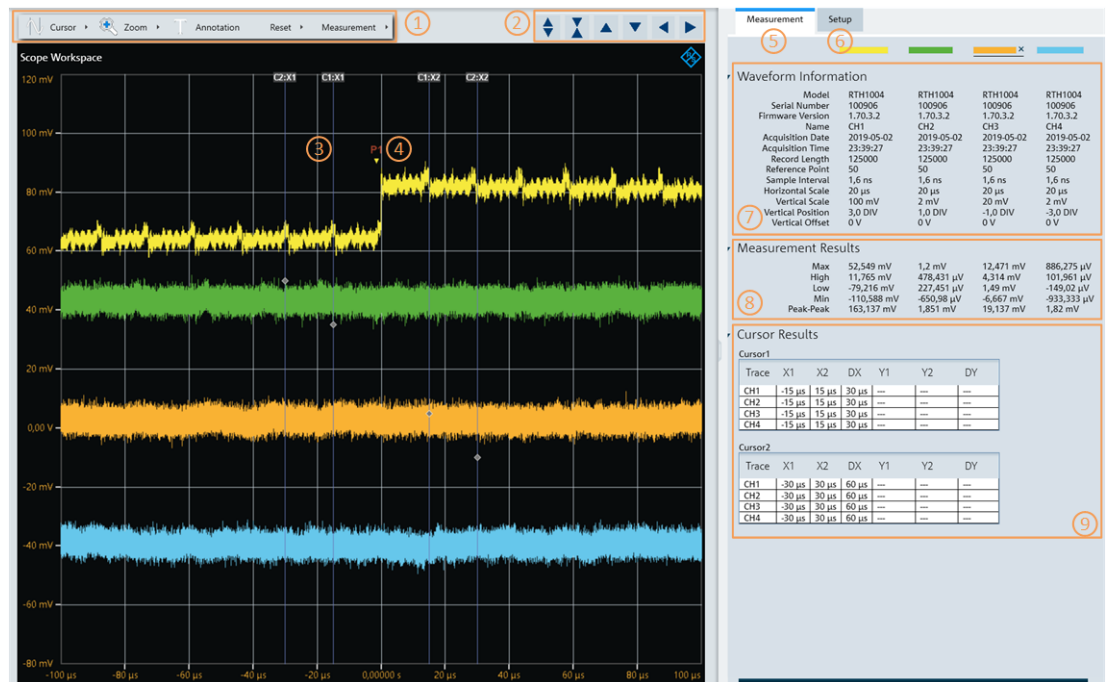 Cursor Zoom Annotation Reset Measurement 1 2
Scope Workspace
C2:X1 C1:X1 C1:X2 C2:X2
120 mV
100 mV
3 P1 4
80 mV
60 mV
40 mV
20 mV
0,00 V
-20 mV
-40 mV
-60 mV
-80 mV
-100 µs -80 µs -60 µs -40 µs -20 µs 0,00000 s 20 µs 40 µs 60 µs 80 µs 100 µs
Measurement Setup
5 6
×
Waveform Information
Model RTH1004 RTH1004 RTH1004 RTH1004
Serial Number 100906 100906 100906 100906
Firmware Version 1.70.3.2 1.70.3.2 1.70.3.2 1.70.3.2
Name CH1 CH2 CH3 CH4
Acquisition Date 2019-05-02 2019-05-02 2019-05-02 2019-05-02
Acquisition Time 23:39:27 23:39:27 23:39:27 23:39:27
Record Length 125000 125000 125000 125000
Reference Point 50 50 50 50
Sample Interval 1,6 ns 1,6 ns 1,6 ns 1,6 ns
Horizontal Scale 20 µs 20 µs 20 µs 20 µs
Vertical Scale 100 mV 2 mV 20 mV 2 mV
7 Vertical Position 3,0 DIV 1,0 DIV -1,0 DIV -3,0 DIV
Vertical Offset 0 V 0 V 0 V 0 V
Measurement Results
Max 52,549 mV 1,2 mV 12,471 mV 886,275 µV
High 11,765 mV 478,431 µV 4,314 mV 101,961 µV
Low -79,216 mV 227,451 µV 1,49 mV -149,02 µV
8 Min -110,588 mV -650,98 µV -6,667 mV -933,333 µV
Peak-Peak 163,137 mV 1,851 mV 19,137 mV 1,82 mV
Cursor Results
Cursor1
Trace X1 X2 DX Y1 Y2 DY
CH1 -15 µs 15 µs 30 µs --- --- ---
CH2 -15 µs 15 µs 30 µs --- --- ---
CH3 -15 µs 15 µs 30 µs --- --- ---
CH4 -15 µs 15 µs 30 µs --- --- ---
Cursor2
Trace X1 X2 DX Y1 Y2 DY
CH1 -30 µs 30 µs 60 µs --- --- ---
CH2 -30 µs 30 µs 60 µs --- --- ---
CH3 -30 µs 30 µs 60 µs --- --- ---
CH4 -30 µs 30 µs 60 µs --- --- ---
9